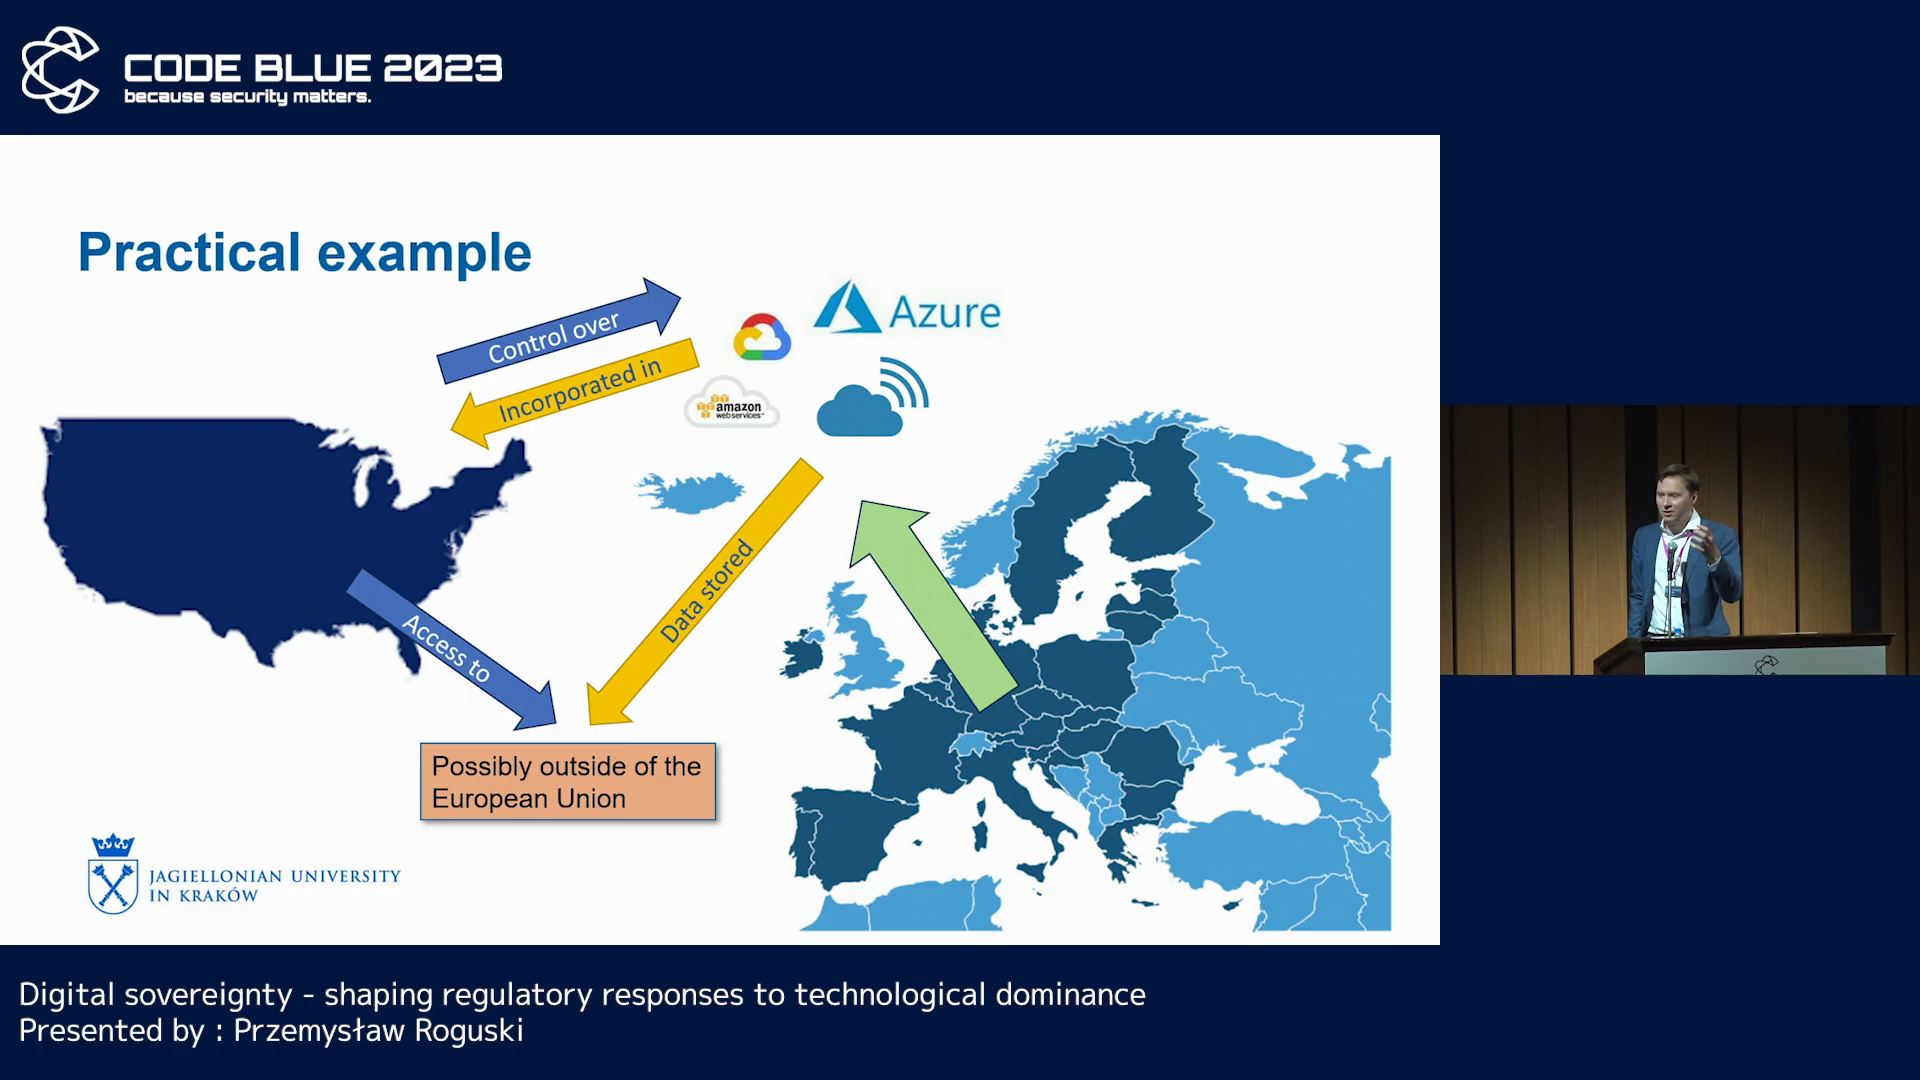 CODE BLUE 2023
because security matters.
Practical example
Control over
Incorporated in
Azure
amazon
webservices™
Data stored
Access to
Possibly outside of the
European Union
JAGIELLONIAN UNIVERSITY
IN KRAKÓW
Digital sovereignty - shaping regulatory responses to technological dominance
Presented by : Przemysław Roguski